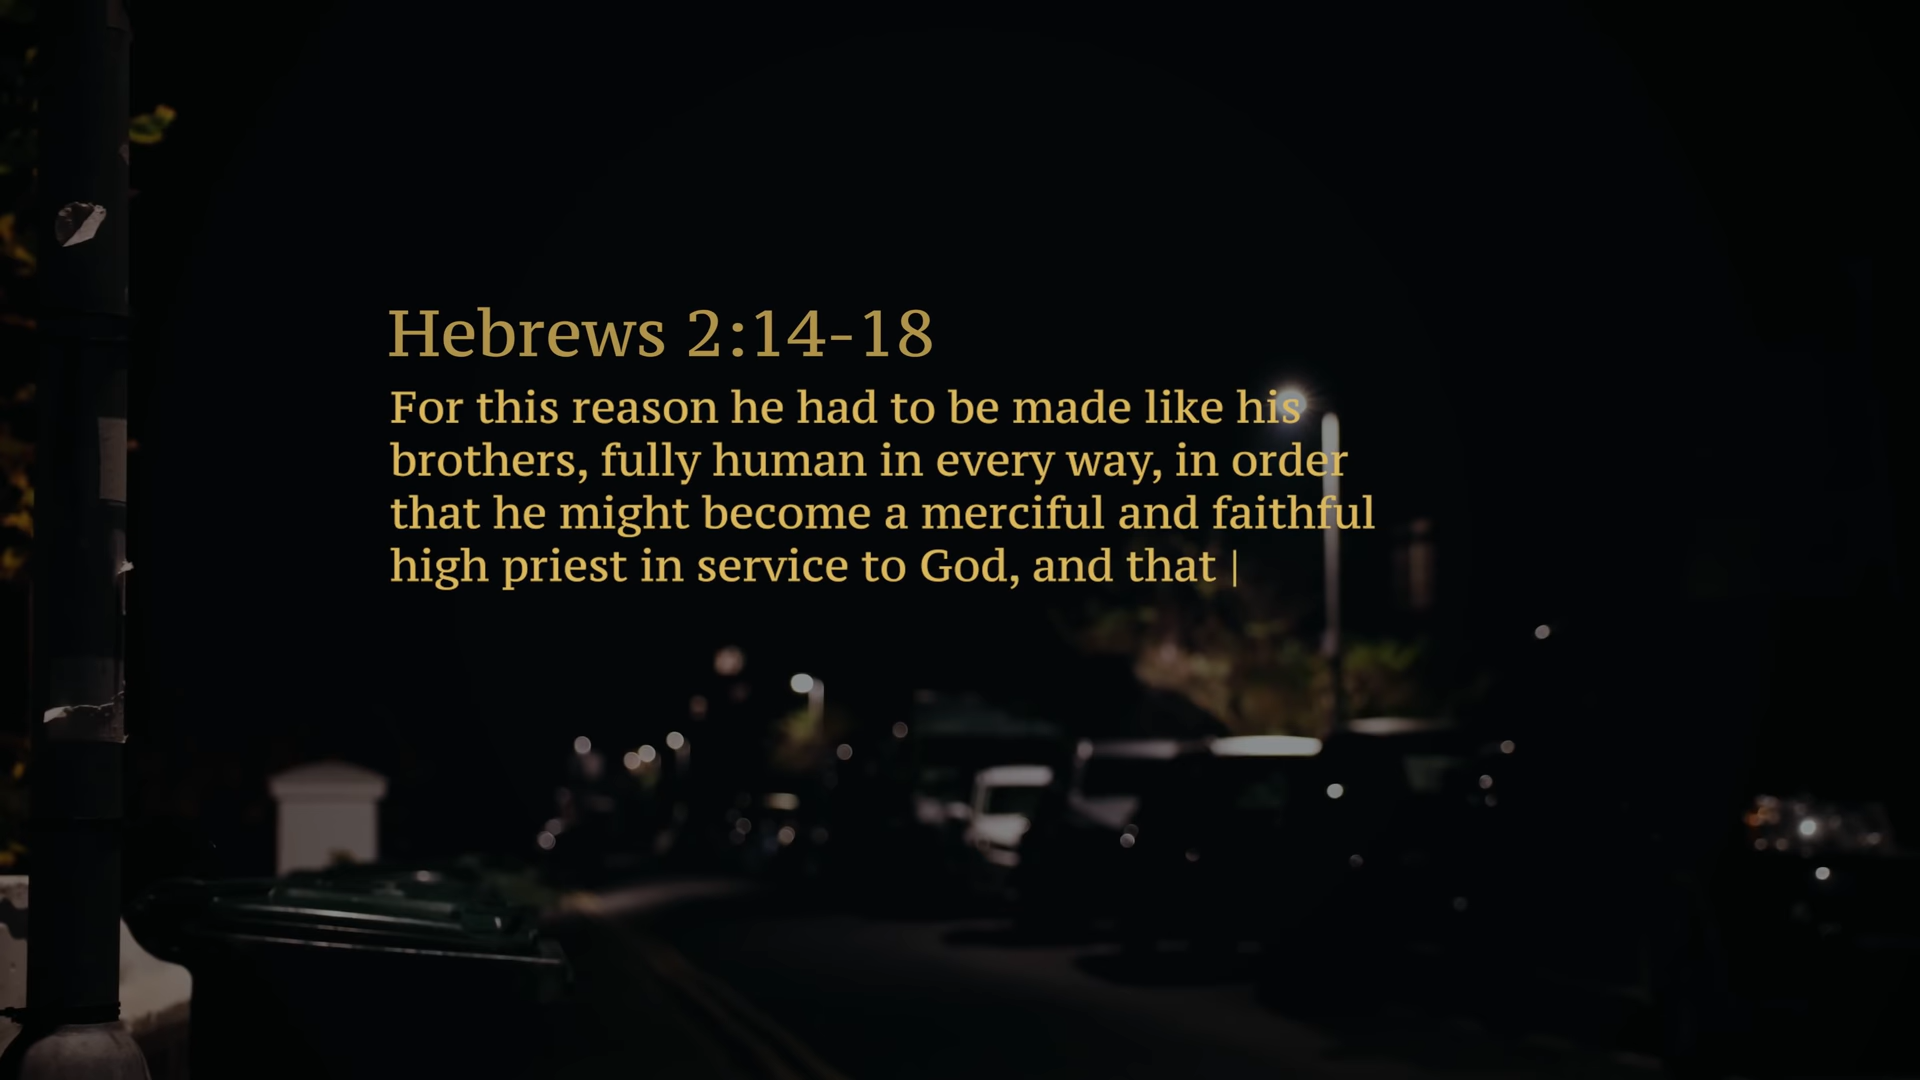 Hebrews 2:14-18
For this reason he had to be made like his
brothers, fully human in every way, in order
that he might become a merciful and faithful
high priest in service to God, and that |